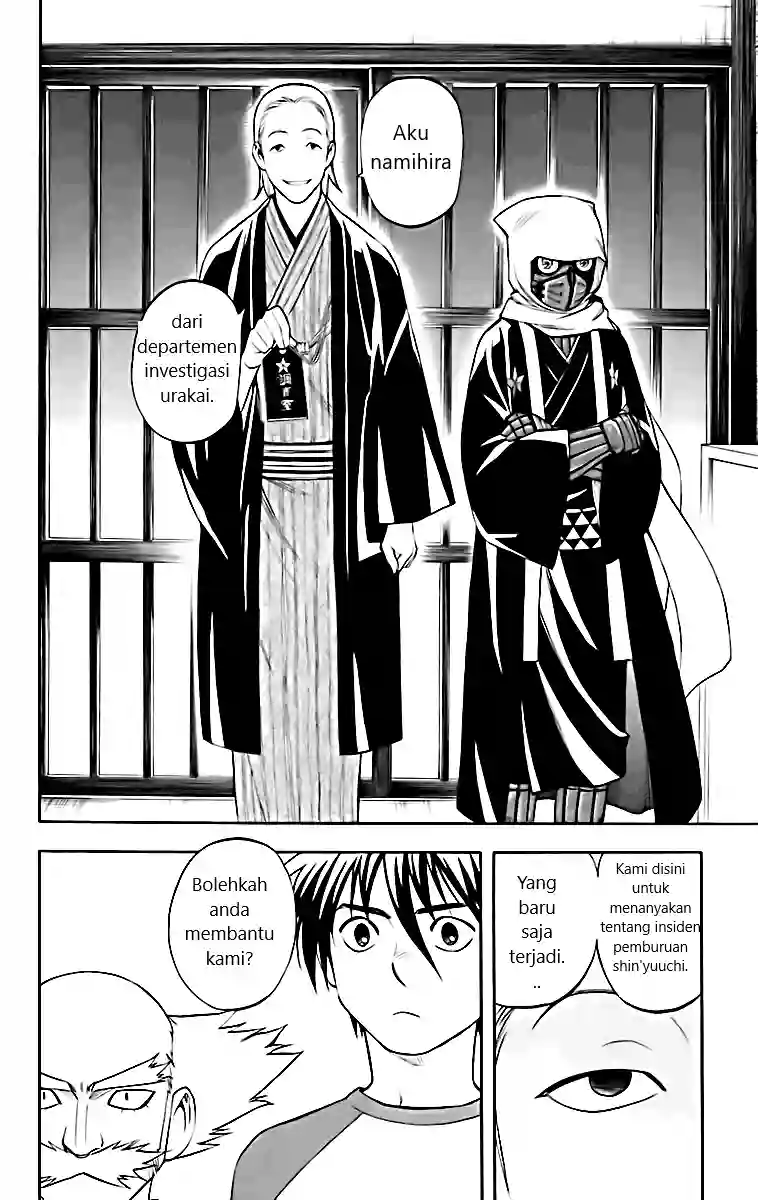 Aku
namihira
dari
departemen
investigasi
urakai.
Kami disini
untuk
menanyakan
tentang insiden
pemburuan
shin'yuuchi.
Yang
baru
saja
terjadi.
..
Bolehkah
anda
membantu
kami?